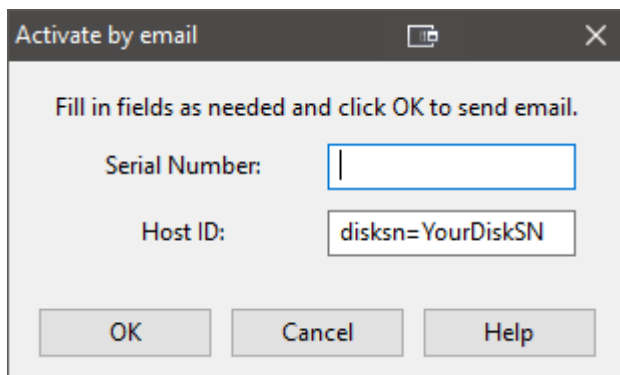 Activate by email
Fill in fields as needed and click OK to send email.
Serial Number:
Host ID: disksn=YourDiskSN
OK Cancel Help